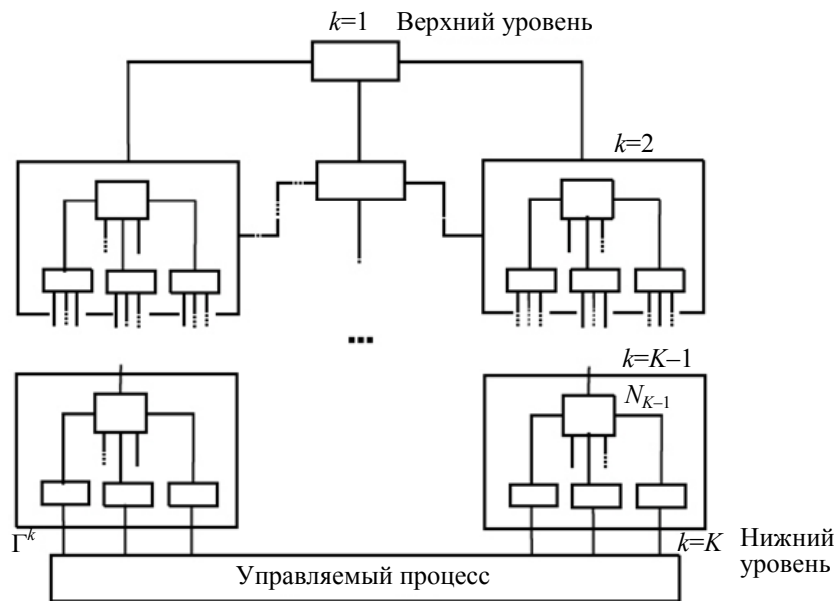 k=1 Верхний уровень
k=2
k=K–1
N_{K–1}
Γ^k
k=K Нижний
уровень
Управляемый процесс